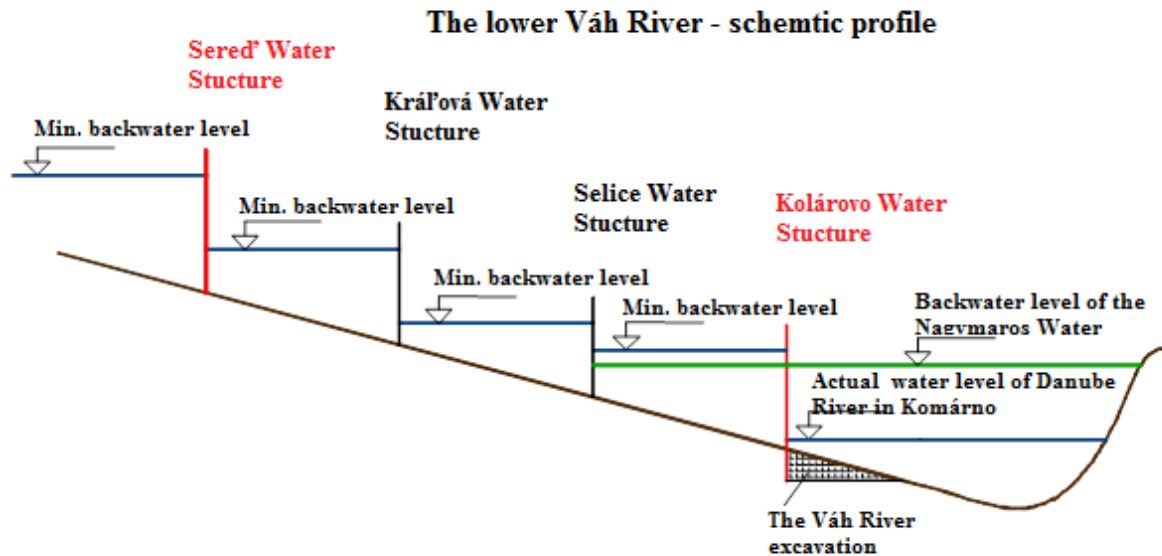 The lower Váh River - schemtic profile
Sereď Water
Stucture
Kráľová Water
Stucture
Min. backwater level
Selice Water
Stucture
Kolárovo Water
Stucture
Min. backwater level
Min. backwater level
Min. backwater level
Backwater level of the
Nagymaros Water
Actual water level of Danube
River in Komárno
The Váh River
excavation